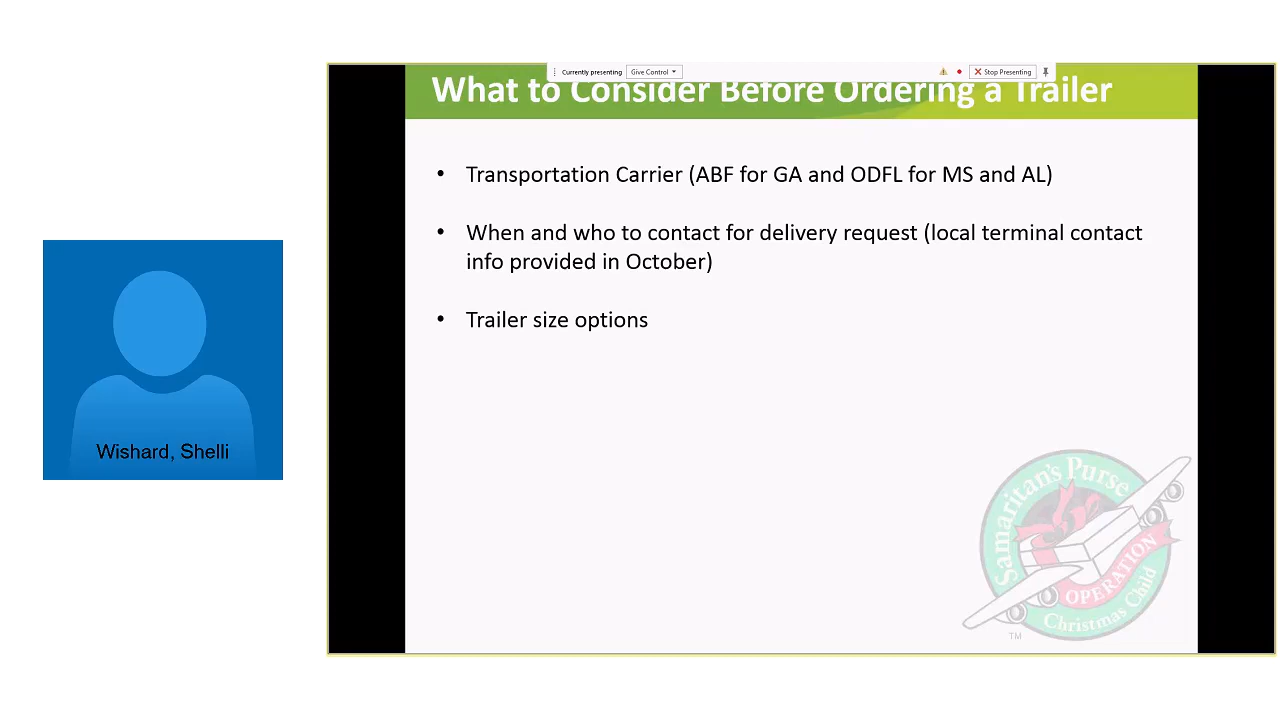 Currently presenting Give Control Stop Presenting
What to Consider Before Ordering a Trailer
• Transportation Carrier (ABF for GA and ODFL for MS and AL)
• When and who to contact for delivery request (local terminal contact
info provided in October)
• Trailer size options
Wishard, Shelli
Samaritan's Purse
OPERATION
Christmas Child
TM